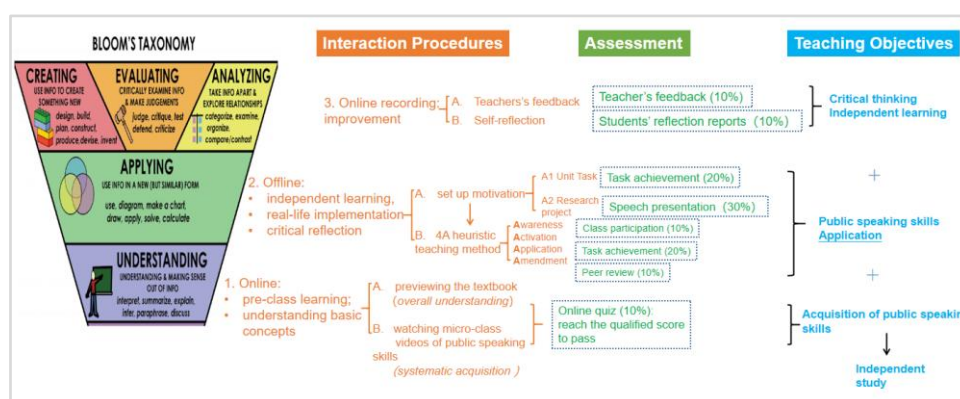 BLOOM'S TAXONOMY
CREATING
USE INFO TO CREATE
SOMETHING NEW
design, build,
plan, construct,
produce,devise, invent
EVALUATING
CRITICALLY EXAMINE INFO
& MAKE JUDGEMENTS
judge, critique, test
defend, criticize
ANALYZING
TAKE INFO APART &
EXPLORE RELATIONSHIPS
categorize, examine,
organize,
compare/contrast
APPLYING
USE INFO IN A NEW (BUT SIMILAR) FORM
use, diagram, make a chart,
draw, apply, solve, calculate
UNDERSTANDING
UNDERSTANDING & MAKING SENSE
OUT OF INFO
interpret, summarize, explain,
infer, paraphrase, discuss
Interaction Procedures
3. Online recording:
improvement
A. Teachers's feedback
B. Self-reflection
2. Offline:
• independent learning,
• real-life implementation
• critical reflection
A. set up motivation
A1 Unit Task
A2 Research
project
B. 4A heuristic
teaching method
Awareness
Activation
Application
Amendment
1. Online:
• pre-class learning;
• understanding basic
concepts
A. previewing the textbook
(overall understanding)
B. watching micro-class
videos of public speaking
skills
(systematic acquisition )
Assessment
Teacher's feedback (10%)
Students' reflection reports (10%)
Task achievement (20%)
Speech presentation (30%)
Class participation (10%)
Task achievement (20%)
Peer review (10%)
Online quiz (10%):
reach the qualified score
to pass
Teaching Objectives
Critical thinking
Independent learning
+
Public speaking skills
Application
+
Acquisition of public speaking
skills
Independent
study